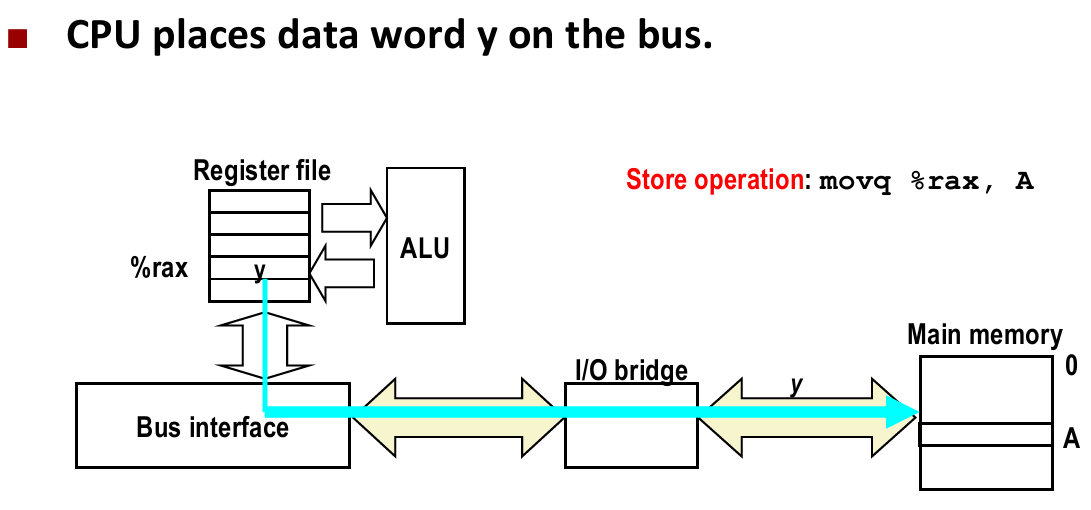 CPU places data word y on the bus.
Register file
Store operation: movq %rax, A
ALU
%rax
y
Main memory
0
I/O bridge
y
Bus interface
A